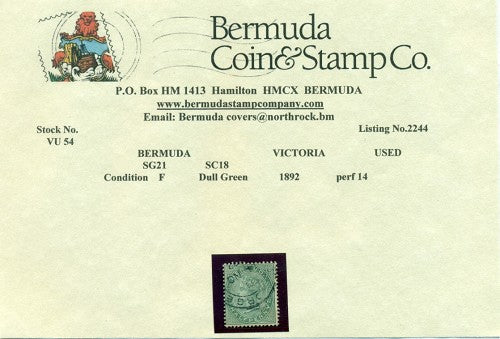 Bermuda
Coin&Stamp Co.
P.O. Box HM 1413 Hamilton HMCX BERMUDA
www.bermudastampcompany.com
Email: Bermuda covers@northrock.bm
Stock No. Listing No.2244
VU 54
BERMUDA VICTORIA USED
SG21 SC18
Condition F Dull Green 1892 perf 14